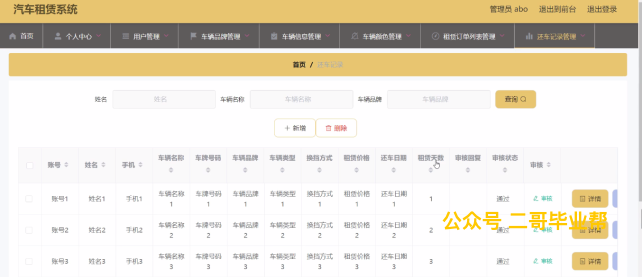 汽车租赁系统 管理员 abo 退出到前台 退出登录
首页 个人中心 用户管理 车辆品牌管理 车辆信息管理 车辆颜色管理 租赁订单列表管理 还车记录管理
首页 / 还车记录
姓名 姓名 车辆名称 车辆名称 车辆品牌 车辆品牌 查询
+ 新增 删除
账号 姓名 手机 车辆名称 车牌号码 车辆品牌 车辆类型 换挡方式 租赁价格 还车日期 租赁天数 审核回复 审核状态 审核
账号1 姓名1 手机1 车辆名称1 车牌号码1 车辆品牌1 车辆类型1 换挡方式1 租赁价格1 还车日期1 1 通过 审核 详情
账号2 姓名2 手机2 车辆名称2 车牌号码2 车辆品牌2 车辆类型2 换挡方式2 租赁价格2 还车日期2 2 通过 审核 详情
公众号 二哥毕业帮
账号3 姓名3 手机3 车辆名称3 车牌号码3 车辆品牌3 车辆类型3 换挡方式3 租赁价格3 还车日期3 3 通过 审核 详情